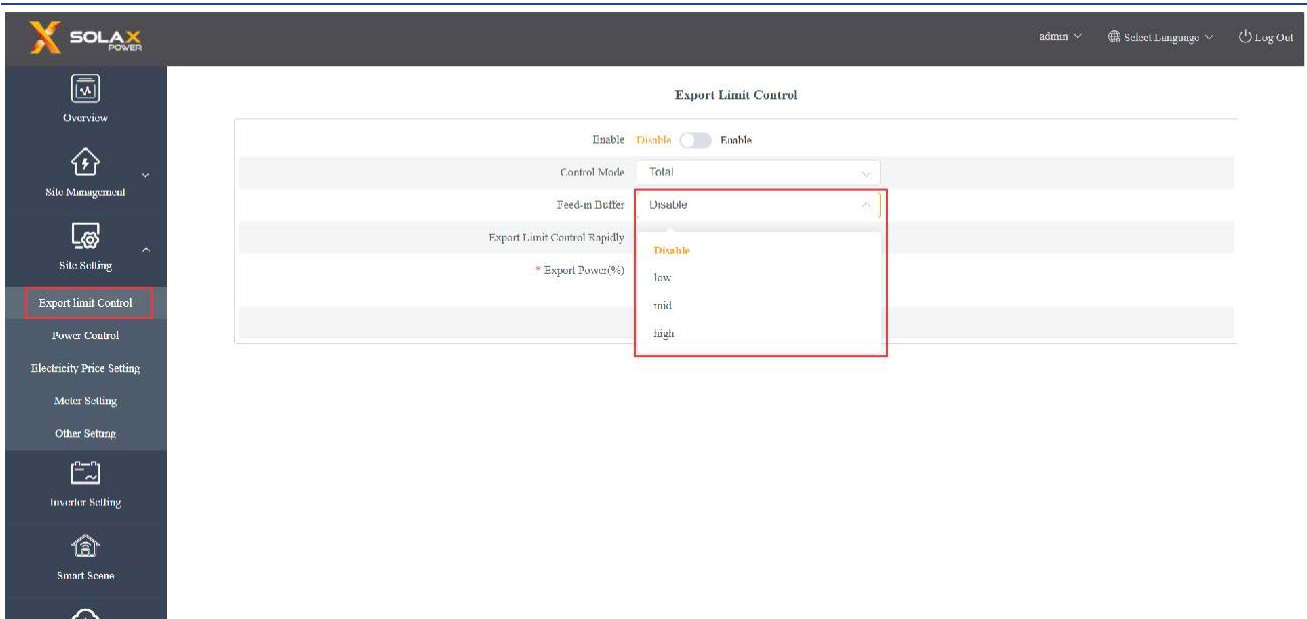 SOLAX
POWER
admin
Select Language
Log Out
Overview
Site Management
Site Setting
Export limit Control
Power Control
Electricity Price Setting
Meter Setting
Other Setting
Inverter Setting
Smart Scene
Export Limit Control
Enable Disable Enable
Control Mode Total
Feed-in Buffer Disable
Export Limit Control Rapidly
* Export Power(%)
Disable
low
mid
high